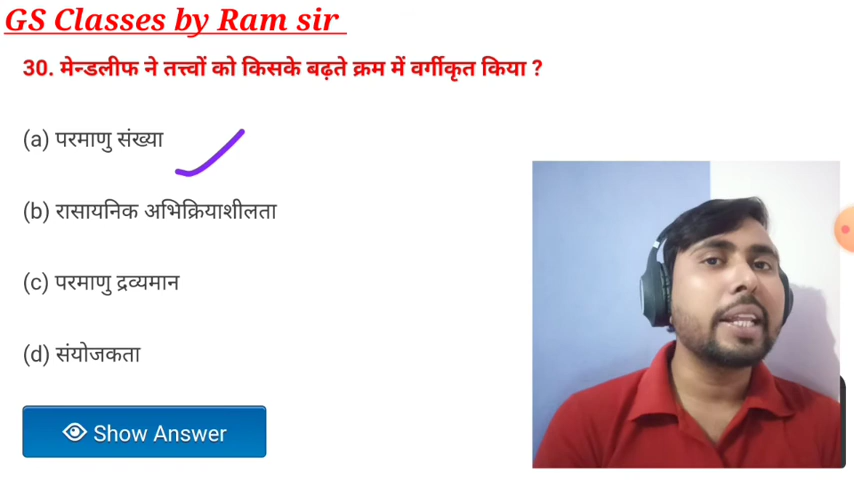 GS Classes by Ram sir
30. मेन्डलीफ ने तत्त्वों को किसके बढ़ते क्रम में वर्गीकृत किया ?
(a) परमाणु संख्या
(b) रासायनिक अभिक्रियाशीलता
(c) परमाणु द्रव्यमान
(d) संयोजकता
Show Answer